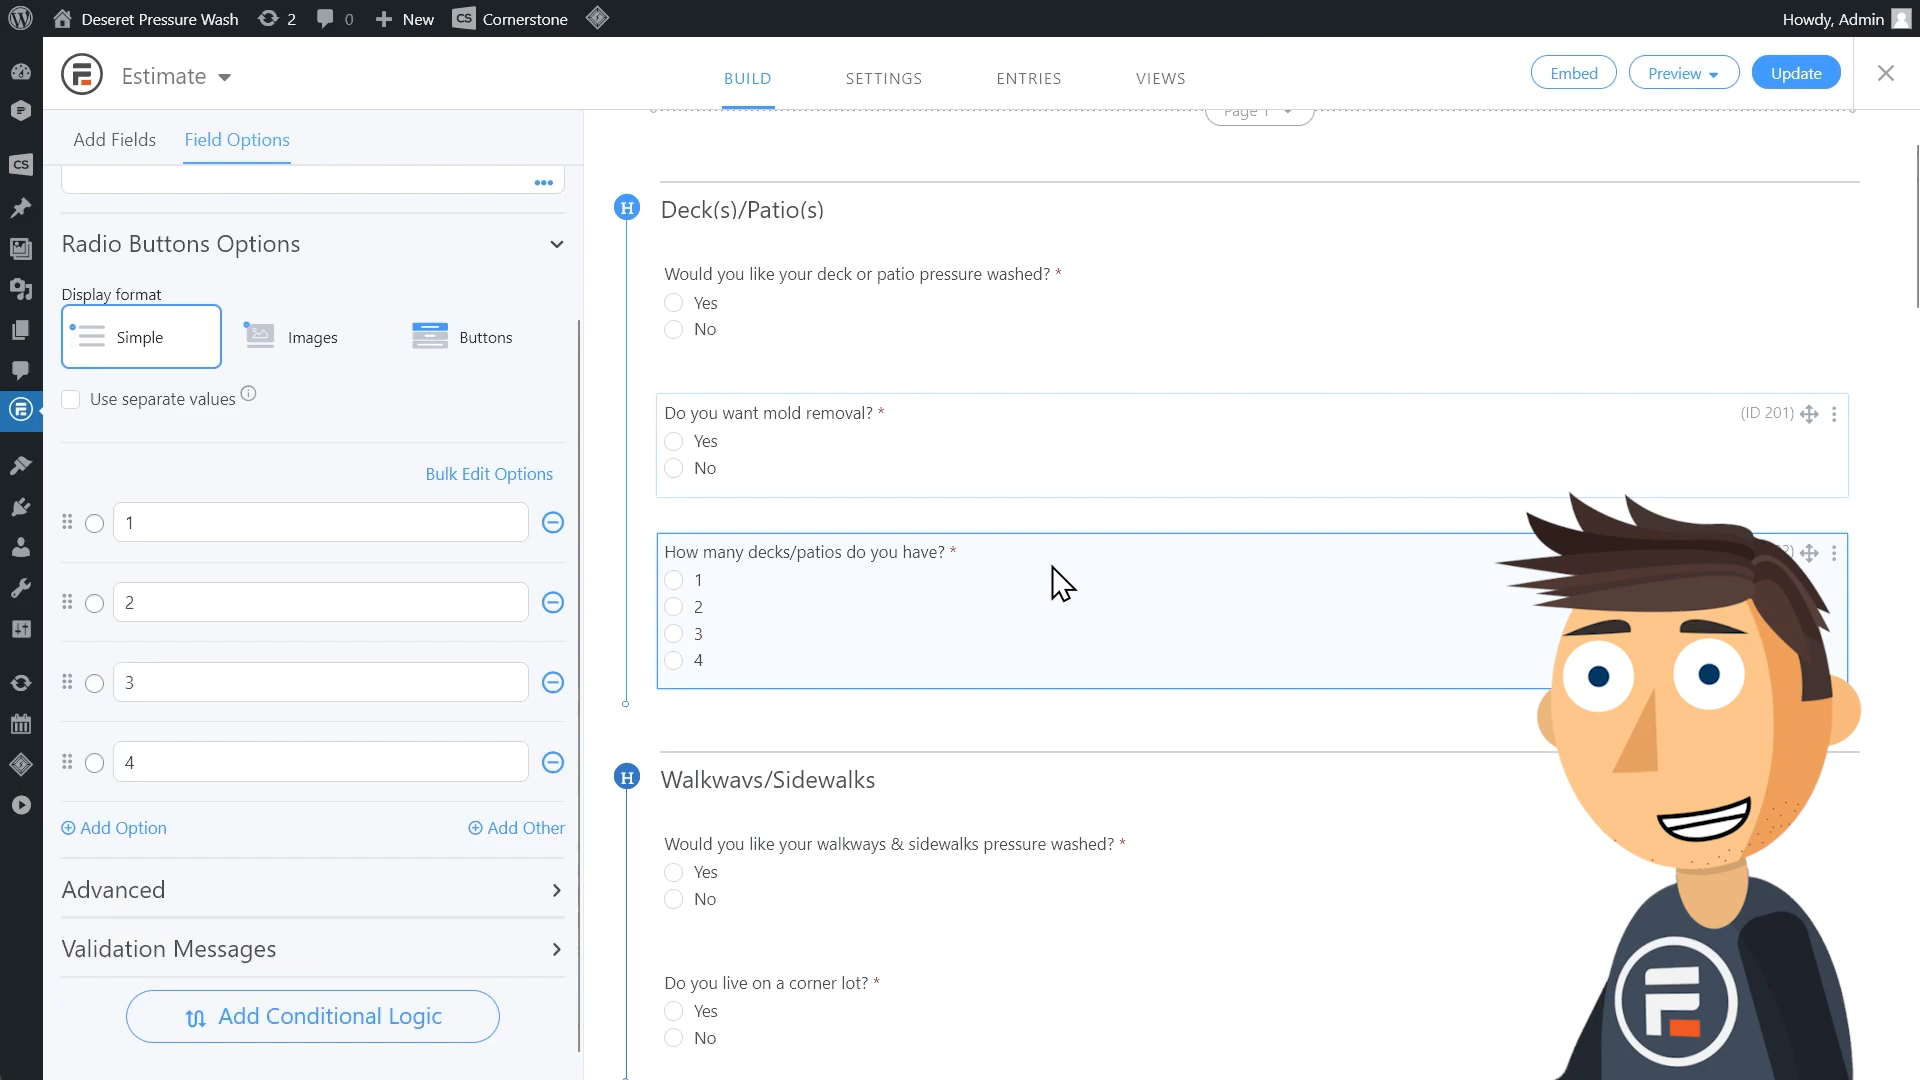 Deseret Pressure Wash 2 0 New CS Cornerstone Howdy, Admin
Estimate BUILD SETTINGS ENTRIES VIEWS Embed Preview Update
Page 1
Add Fields Field Options
CS
Radio Buttons Options
Display format
Simple Images Buttons
Use separate values
Bulk Edit Options
1
2
3
4
Add Option Add Other
Advanced
Validation Messages
Add Conditional Logic
H Deck(s)/Patio(s)
Would you like your deck or patio pressure washed? *
Yes
No
Do you want mold removal? * (ID 201)
Yes
No
How many decks/patios do you have? *
1
2
3
4
H Walkways/Sidewalks
Would you like your walkways & sidewalks pressure washed? *
Yes
No
Do you live on a corner lot? *
Yes
No